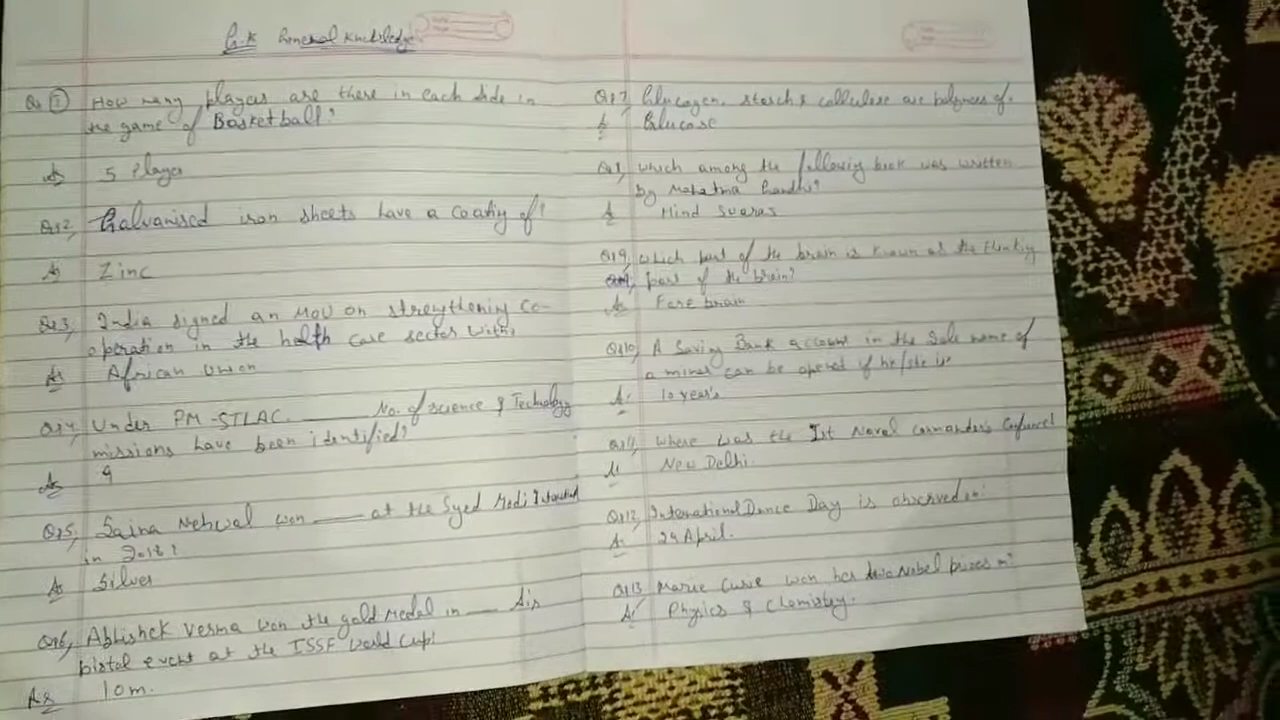 G.K General Knowledge
Q.① How many players are there in each side in
the game of Basketball?
A 5 Player
Q.2, Galvanised iron sheets have a coating of?
A Zinc
Q.3, India signed an MOU on strengthening Co-
operation in the health care sector with,
A African Union
Q.4, Under PM-STIAC. ______ No. of science & Technology
missions have been identified?
A 9
Q.5, Saina Nehwal won ____ at the Syed Modi
in 2018?
A Silver
Q.6, Abhishek Verma won the gold Medal in ___ Air
pistol event at the ISSF World Cup!
A 10m.
Q.7, Glucogen, starch & cellulose are polymes of.
A Glucose
Q.8, which among the following book was written
by Mahatma Gandhi?
A Hind Swaraj
Q.9, which part of the brain is known as the thinking
part of the brain?
A Fore brain
Q.10, A Saving Bank account in the Sole name of
a minor can be opened if he/she is
A 10 year's
Q.11, Where was the Ist Naval Commander's
A New Delhi.
Q.12, International Dance Day is observed on:
A 29 April.
Q.13 Marie Curie won her two Nobel prizes in?
A Physics & Chemistry.